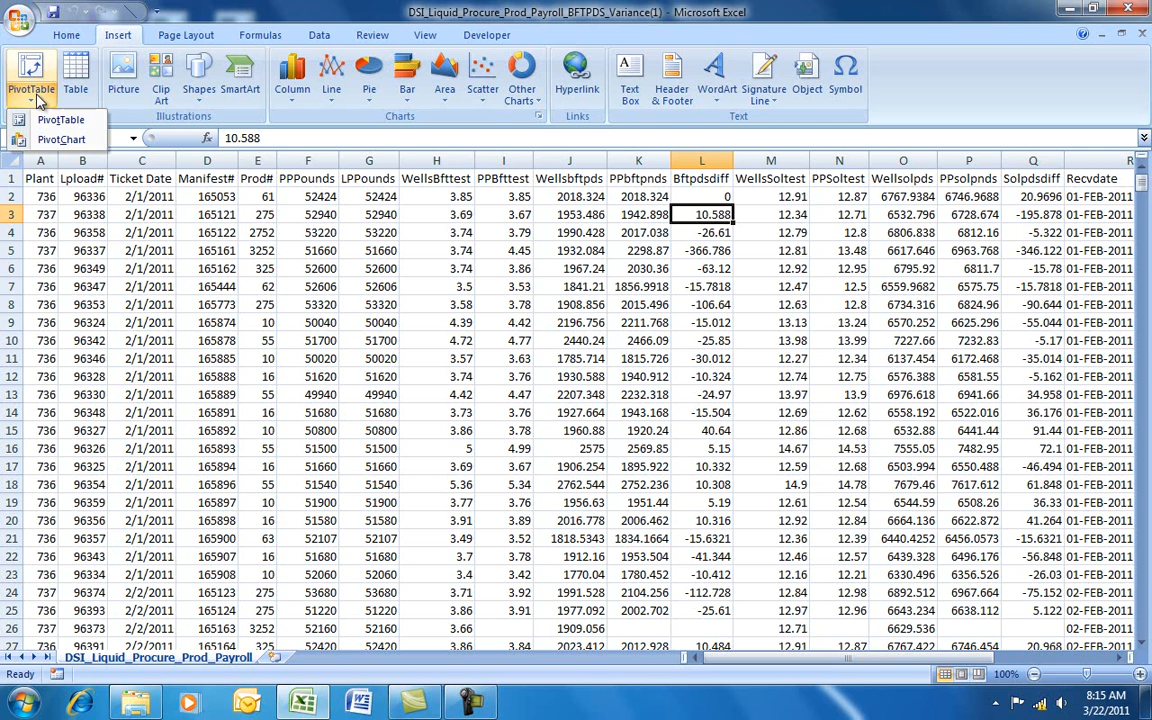 DSI_Liquid_Procure_Prod_Payroll_BFTPDS_Variance(1) - Microsoft Excel
Home Insert Page Layout Formulas Data Review View Developer
PivotTable Table Picture Clip Art Shapes SmartArt Column Line Pie Bar Area Scatter Other Charts Hyperlink Text Box Header & Footer WordArt Signature Line Object Symbol
Illustrations Charts Links Text
PivotTable
PivotChart
fx 10.588
A B C D E F G H I J K L M N O P Q R
1 Plant Lpload# Ticket Date Manifest# Prod# PPPounds LPPounds WellsBfttest PPBfttest Wellsbftpds PPbftpnds Bftpdsdiff WellsSoltest PPSoltest Wellsolpds PPsolpnds Solpdsdiff Recvdate
2 736 96336 2/1/2011 165053 61 52424 52424 3.85 3.85 2018.324 2018.324 0 12.91 12.87 6767.9384 6746.9688 20.9696 01-FEB-2011
3 737 96338 2/1/2011 165121 275 52940 52940 3.69 3.67 1953.486 1942.898 10.588 12.34 12.71 6532.796 6728.674 -195.878 01-FEB-2011
4 736 96358 2/1/2011 165122 2752 53220 53220 3.74 3.79 1990.428 2017.038 -26.61 12.79 12.8 6806.838 6812.16 -5.322 01-FEB-2011
5 737 96337 2/1/2011 165161 3252 51660 51660 3.74 4.45 1932.084 2298.87 -366.786 12.81 13.48 6617.646 6963.768 -346.122 01-FEB-2011
6 736 96349 2/1/2011 165162 325 52600 52600 3.74 3.86 1967.24 2030.36 -63.12 12.92 12.95 6795.92 6811.7 -15.78 01-FEB-2011
7 736 96347 2/1/2011 165444 62 52606 52606 3.5 3.53 1841.21 1856.9918 -15.7818 12.47 12.5 6559.9682 6575.75 -15.7818 01-FEB-2011
8 736 96353 2/1/2011 165773 275 53320 53320 3.58 3.78 1908.856 2015.496 -106.64 12.63 12.8 6734.316 6824.96 -90.644 01-FEB-2011
9 736 96324 2/1/2011 165874 10 50040 50040 4.39 4.42 2196.756 2211.768 -15.012 13.13 13.24 6570.252 6625.296 -55.044 01-FEB-2011
10 736 96342 2/1/2011 165878 55 51700 51700 4.72 4.77 2440.24 2466.09 -25.85 13.98 13.99 7227.66 7232.83 -5.17 01-FEB-2011
11 736 96346 2/1/2011 165885 10 50020 50020 3.57 3.63 1785.714 1815.726 -30.012 12.27 12.34 6137.454 6172.468 -35.014 01-FEB-2011
12 736 96328 2/1/2011 165888 16 51620 51620 3.74 3.76 1930.588 1940.912 -10.324 12.74 12.75 6576.388 6581.55 -5.162 01-FEB-2011
13 736 96330 2/1/2011 165889 55 49940 49940 4.42 4.47 2207.348 2232.318 -24.97 13.97 13.9 6976.618 6941.66 34.958 01-FEB-2011
14 736 96348 2/1/2011 165891 16 51680 51680 3.73 3.76 1927.664 1943.168 -15.504 12.69 12.62 6558.192 6522.016 36.176 01-FEB-2011
15 736 96350 2/1/2011 165892 10 50800 50800 3.86 3.78 1960.88 1920.24 40.64 12.86 12.68 6532.88 6441.44 91.44 01-FEB-2011
16 736 96326 2/1/2011 165893 55 51500 51500 5 4.99 2575 2569.85 5.15 14.67 14.53 7555.05 7482.95 72.1 01-FEB-2011
17 736 96325 2/1/2011 165894 16 51660 51660 3.69 3.67 1906.254 1895.922 10.332 12.59 12.68 6503.994 6550.488 -46.494 01-FEB-2011
18 736 96354 2/1/2011 165896 55 51540 51540 5.36 5.34 2762.544 2752.236 10.308 14.9 14.78 7679.46 7617.612 61.848 01-FEB-2011
19 736 96359 2/1/2011 165897 10 51900 51900 3.77 3.76 1956.63 1951.44 5.19 12.61 12.54 6544.59 6508.26 36.33 01-FEB-2011
20 736 96356 2/1/2011 165898 16 51580 51580 3.91 3.89 2016.778 2006.462 10.316 12.92 12.84 6664.136 6622.872 41.264 01-FEB-2011
21 736 96357 2/1/2011 165900 63 52107 52107 3.49 3.52 1818.5343 1834.1664 -15.6321 12.36 12.39 6440.4252 6456.0573 -15.6321 01-FEB-2011
22 736 96343 2/1/2011 165907 16 51680 51680 3.7 3.78 1912.16 1953.504 -41.344 12.46 12.57 6439.328 6496.176 -56.848 01-FEB-2011
23 736 96334 2/1/2011 165908 10 52060 52060 3.4 3.42 1770.04 1780.452 -10.412 12.16 12.21 6330.496 6356.526 -26.03 01-FEB-2011
24 737 96374 2/2/2011 165123 275 53680 53680 3.71 3.92 1991.528 2104.256 -112.728 12.84 12.98 6892.512 6967.664 -75.152 02-FEB-2011
25 736 96393 2/2/2011 165124 275 51220 51220 3.86 3.91 1977.092 2002.702 -25.61 12.97 12.96 6643.234 6638.112 5.122 02-FEB-2011
26 737 96373 2/2/2011 165163 3252 52160 52160 3.66 1909.056 12.71 6629.536 02-FEB-2011
27 736 96391 2/2/2011 165164 325 52420 52420 3.86 3.84 2023.412 2012.928 10.484 12.91 12.87 6767.422 6746.454 20.968 02-FEB-2011
DSI_Liquid_Procure_Prod_Payroll
Ready 100%
8:15 AM
3/22/2011